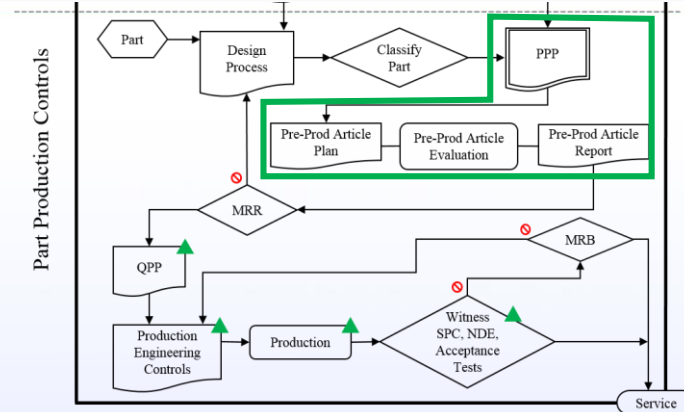 Part Production Controls
Part
Design
Process
Classify
Part
PPP
Pre-Prod Article
Plan
Pre-Prod Article
Evaluation
Pre-Prod Article
Report
MRR
QPP
MRB
Production
Engineering
Controls
Production
Witness
SPC, NDE,
Acceptance
Tests
Service